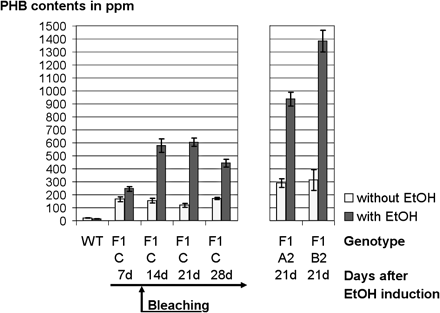 PHB contents in ppm
1500
1400
1300
1200
1100
1000
900
800
700
600
500
400
300
200
100
0
without EtOH
with EtOH
WT F1 F1 F1 F1 F1 F1 Genotype
C C C C A2 B2
7d 14d 21d 28d 21d 21d Days after
EtOH induction
Bleaching